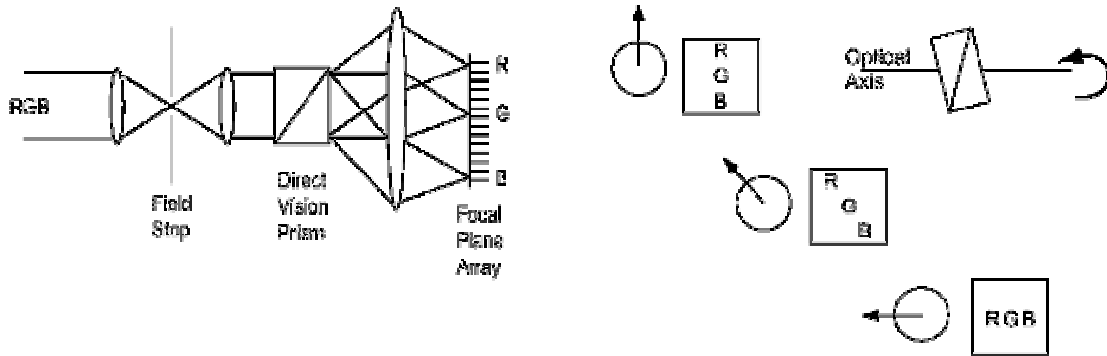 RGB
Field
Stop
Direct
Vision
Prism
R
G
B
Focal
Plane
Array
R
G
B
Optical
Axis
R
G
B
RGB